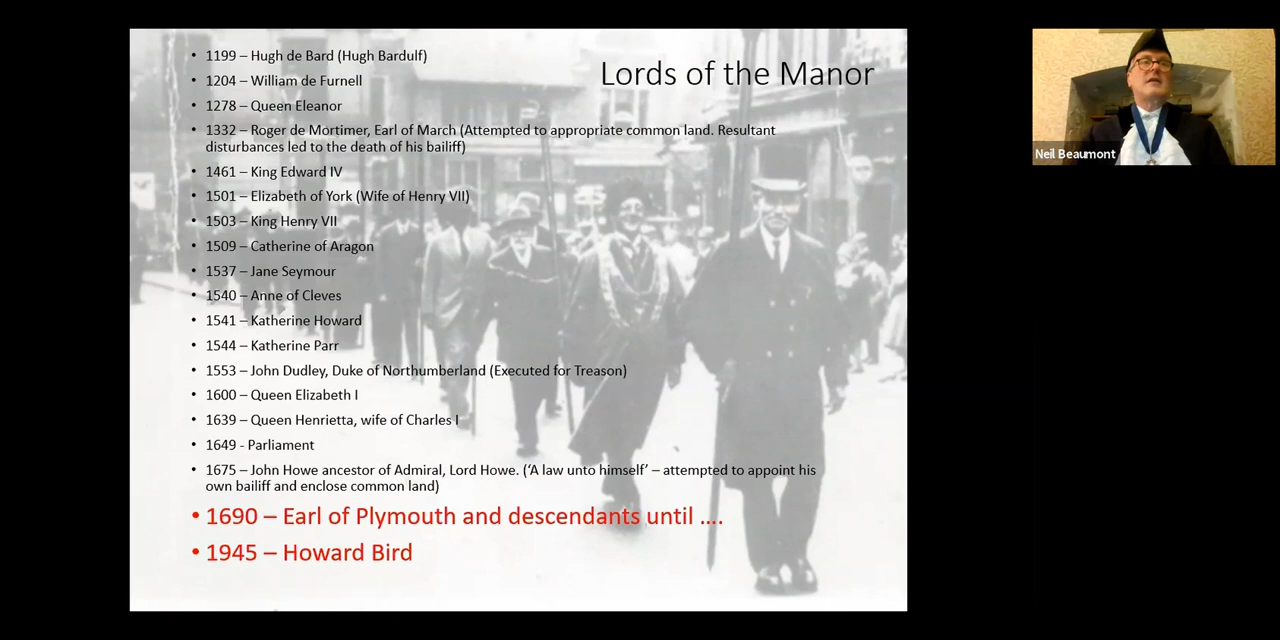 Lords of the Manor
• 1199 – Hugh de Bard (Hugh Bardulf)
• 1204 – William de Furnell
• 1278 – Queen Eleanor
• 1332 – Roger de Mortimer, Earl of March (Attempted to appropriate common land. Resultant
disturbances led to the death of his bailiff)
• 1461 – King Edward IV
• 1501 – Elizabeth of York (Wife of Henry VII)
• 1503 – King Henry VII
• 1509 – Catherine of Aragon
• 1537 – Jane Seymour
• 1540 – Anne of Cleves
• 1541 – Katherine Howard
• 1544 – Katherine Parr
• 1553 – John Dudley, Duke of Northumberland (Executed for Treason)
• 1600 – Queen Elizabeth I
• 1639 – Queen Henrietta, wife of Charles I
• 1649 - Parliament
• 1675 – John Howe ancestor of Admiral, Lord Howe. (‘A law unto himself’ – attempted to appoint his
own bailiff and enclose common land)
• 1690 – Earl of Plymouth and descendants until ….
• 1945 – Howard Bird
Neil Beaumont